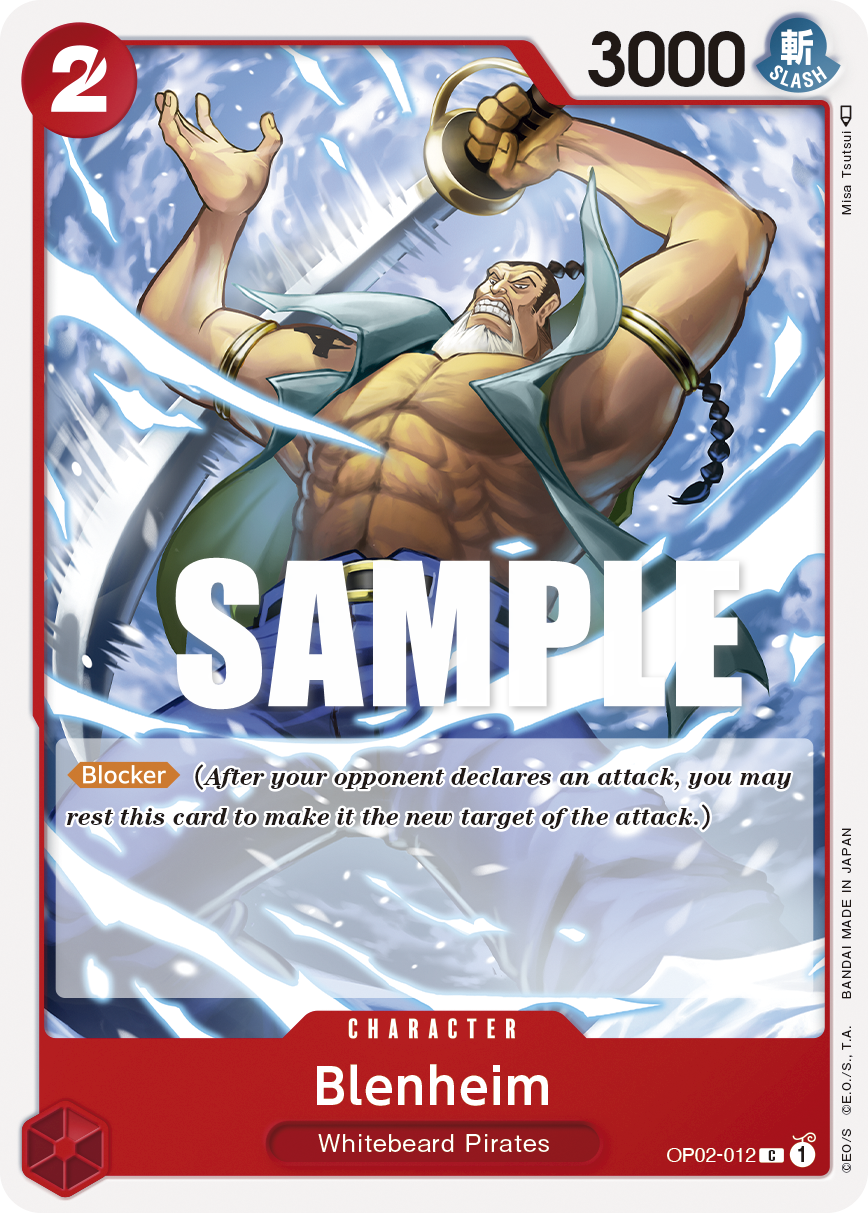 2
3000
斬
SLASH
Misa Tsutsui
SAMPLE
Blocker (After your opponent declares an attack, you may
rest this card to make it the new target of the attack.)
CHARACTER
Blenheim
Whitebeard Pirates
OP02-012 C 1
©EO/S ©E.O./S., T.A. BANDAI MADE IN JAPAN